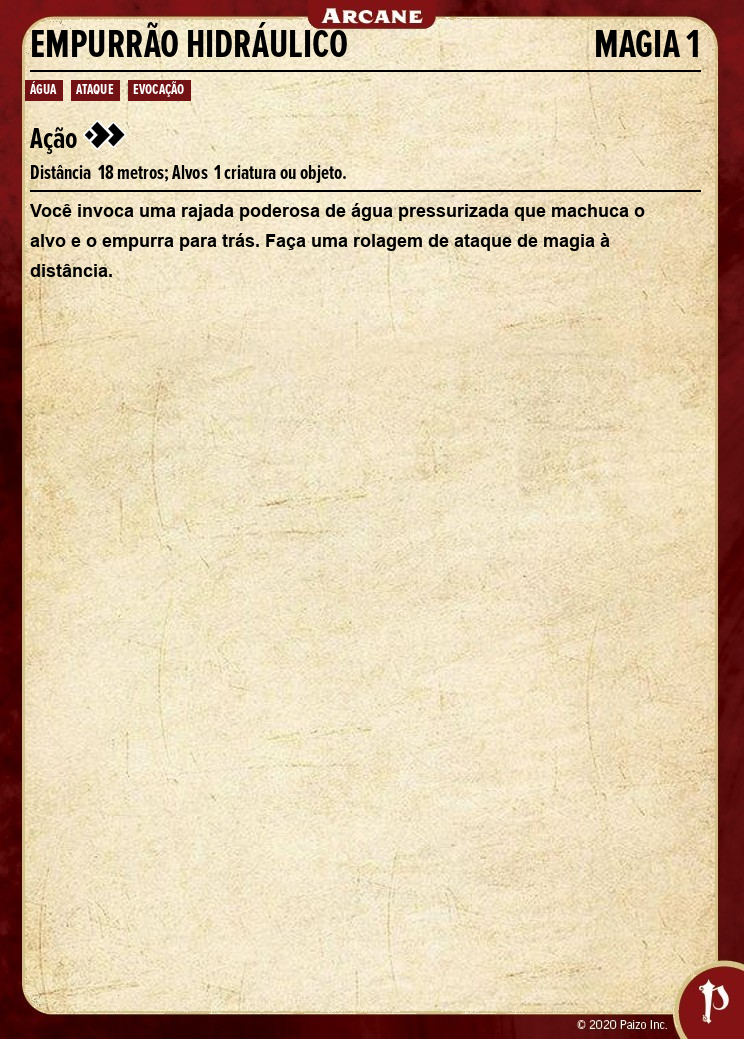 ARCANE
EMPURRÃO HIDRÁULICO MAGIA 1
ÁGUA ATAQUE EVOCAÇÃO
Ação
Distância 18 metros; Alvos 1 criatura ou objeto.
Você invoca uma rajada poderosa de água pressurizada que machuca o
alvo e o empurra para trás. Faça uma rolagem de ataque de magia à
distância.
© 2020 Paizo Inc.
P